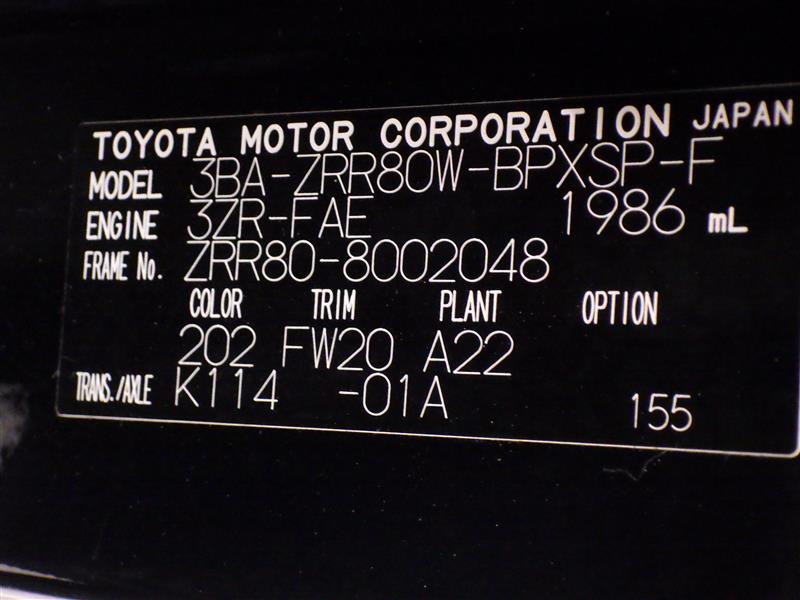 TOYOTA MOTOR CORPORATION JAPAN
MODEL 3BA-ZRR80W-BPXSP-F
ENGINE 3ZR-FAE 1986 mL
FRAME No. ZRR80-8002048
COLOR TRIM PLANT OPTION
202 FW20 A22
TRANS./AXLE K114 -01A 155